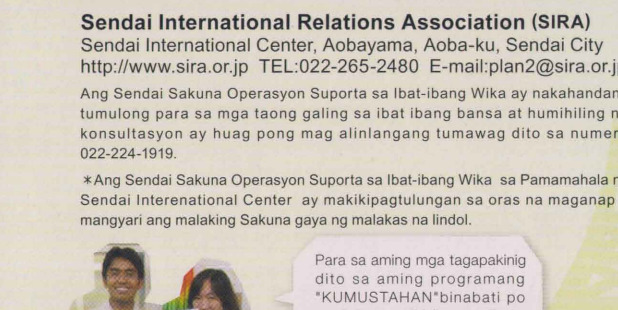 Sendai International Relations Association (SIRA)
Sendai International Center, Aobayama, Aoba-ku, Sendai City
http://www.sira.or.jp TEL:022-265-2480 E-mail:plan2@sira.or.j
Ang Sendai Sakuna Operasyon Suporta sa Ibat-ibang Wika ay nakahandan
tumulong para sa mga taong galing sa ibat ibang bansa at humihiling n
konsultasyon ay huag pong mag alinlangang tumawag dito sa numer
022-224-1919.
*Ang Sendai Sakuna Operasyon Suporta sa Ibat-ibang Wika sa Pamamahala n
Sendai Interenational Center ay makikipagtulungan sa oras na maganap
mangyari ang malaking Sakuna gaya ng malakas na lindol.
Para sa aming mga tagapakinig
dito sa aming programang
"KUMUSTAHAN"binabati po